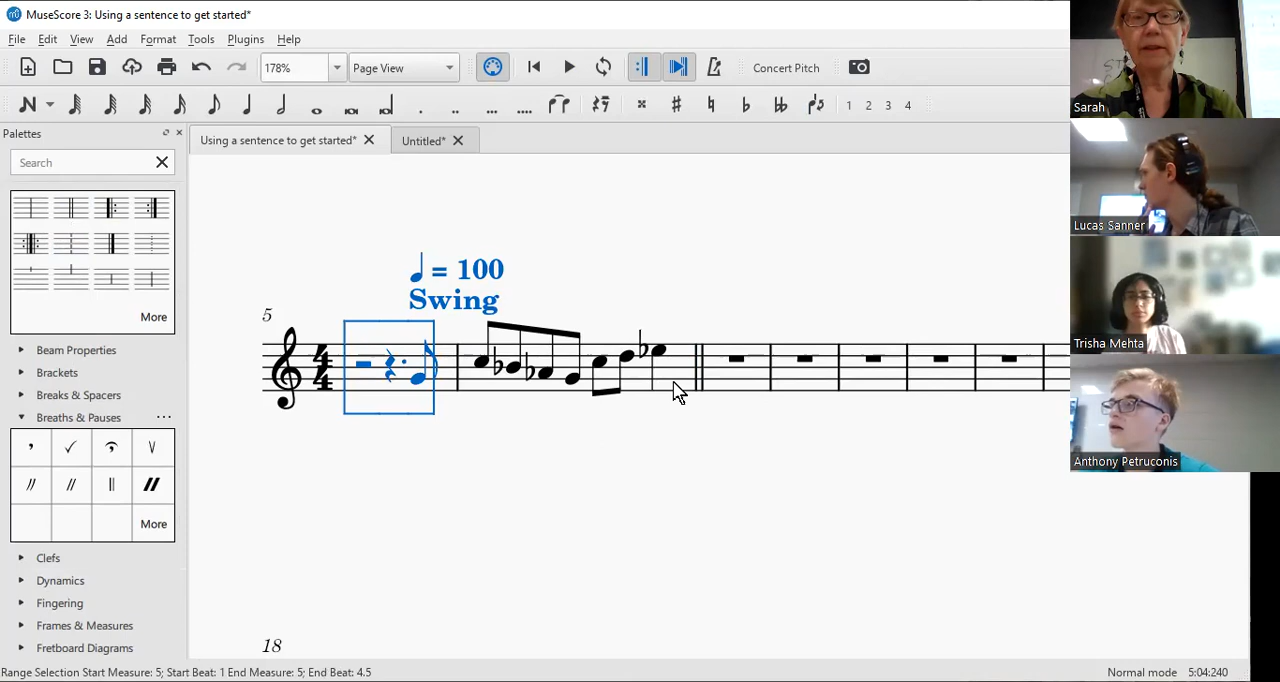 MuseScore 3: Using a sentence to get started*
File Edit View Add Format Tools Plugins Help
178% Page View Concert Pitch
1 2 3 4
Palettes
Using a sentence to get started* Untitled*
Search
More
Beam Properties
Brackets
Breaks & Spacers
Breaths & Pauses
More
Clefs
Dynamics
Fingering
Frames & Measures
Fretboard Diagrams
= 100
Swing
5
4
4
18
Range Selection Start Measure: 5; Start Beat: 1 End Measure: 5; End Beat: 4.5
Normal mode 5:04:240
Sarah
Lucas Sanner
Trisha Mehta
Anthony Petruconis